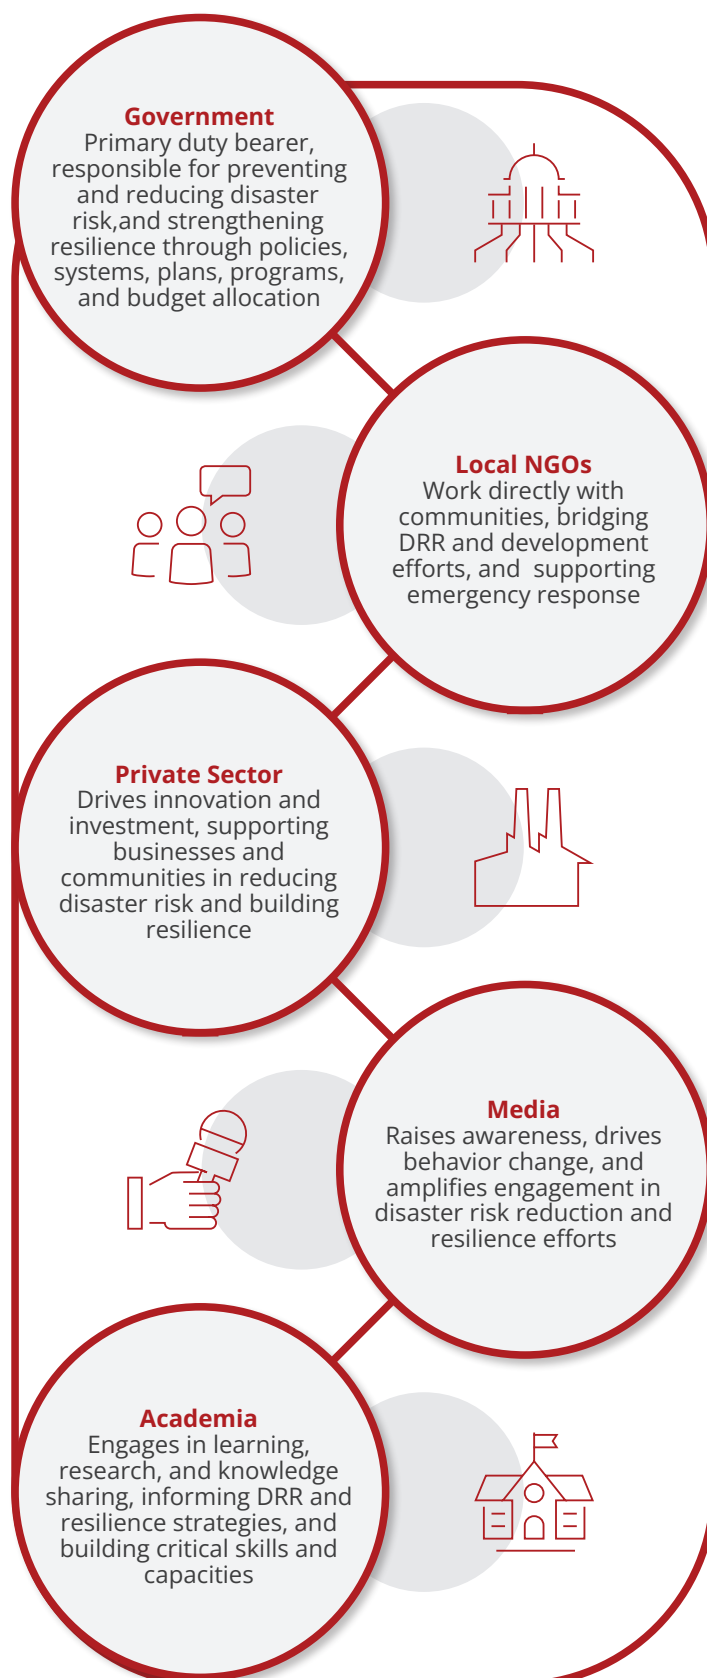 Government
Primary duty bearer,
responsible for preventing
and reducing disaster
risk,and strengthening
resilience through policies,
systems, plans, programs,
and budget allocation
Local NGOs
Work directly with
communities, bridging
DRR and development
efforts, and  supporting
emergency response
Private Sector
Drives innovation and
investment, supporting
businesses and
communities in reducing
disaster risk and building
resilience
Media
Raises awareness, drives
behavior change, and
amplifies engagement in
disaster risk reduction and
resilience efforts
Academia
Engages in learning,
research, and knowledge
sharing, informing DRR and
resilience strategies, and
building critical skills and
capacities